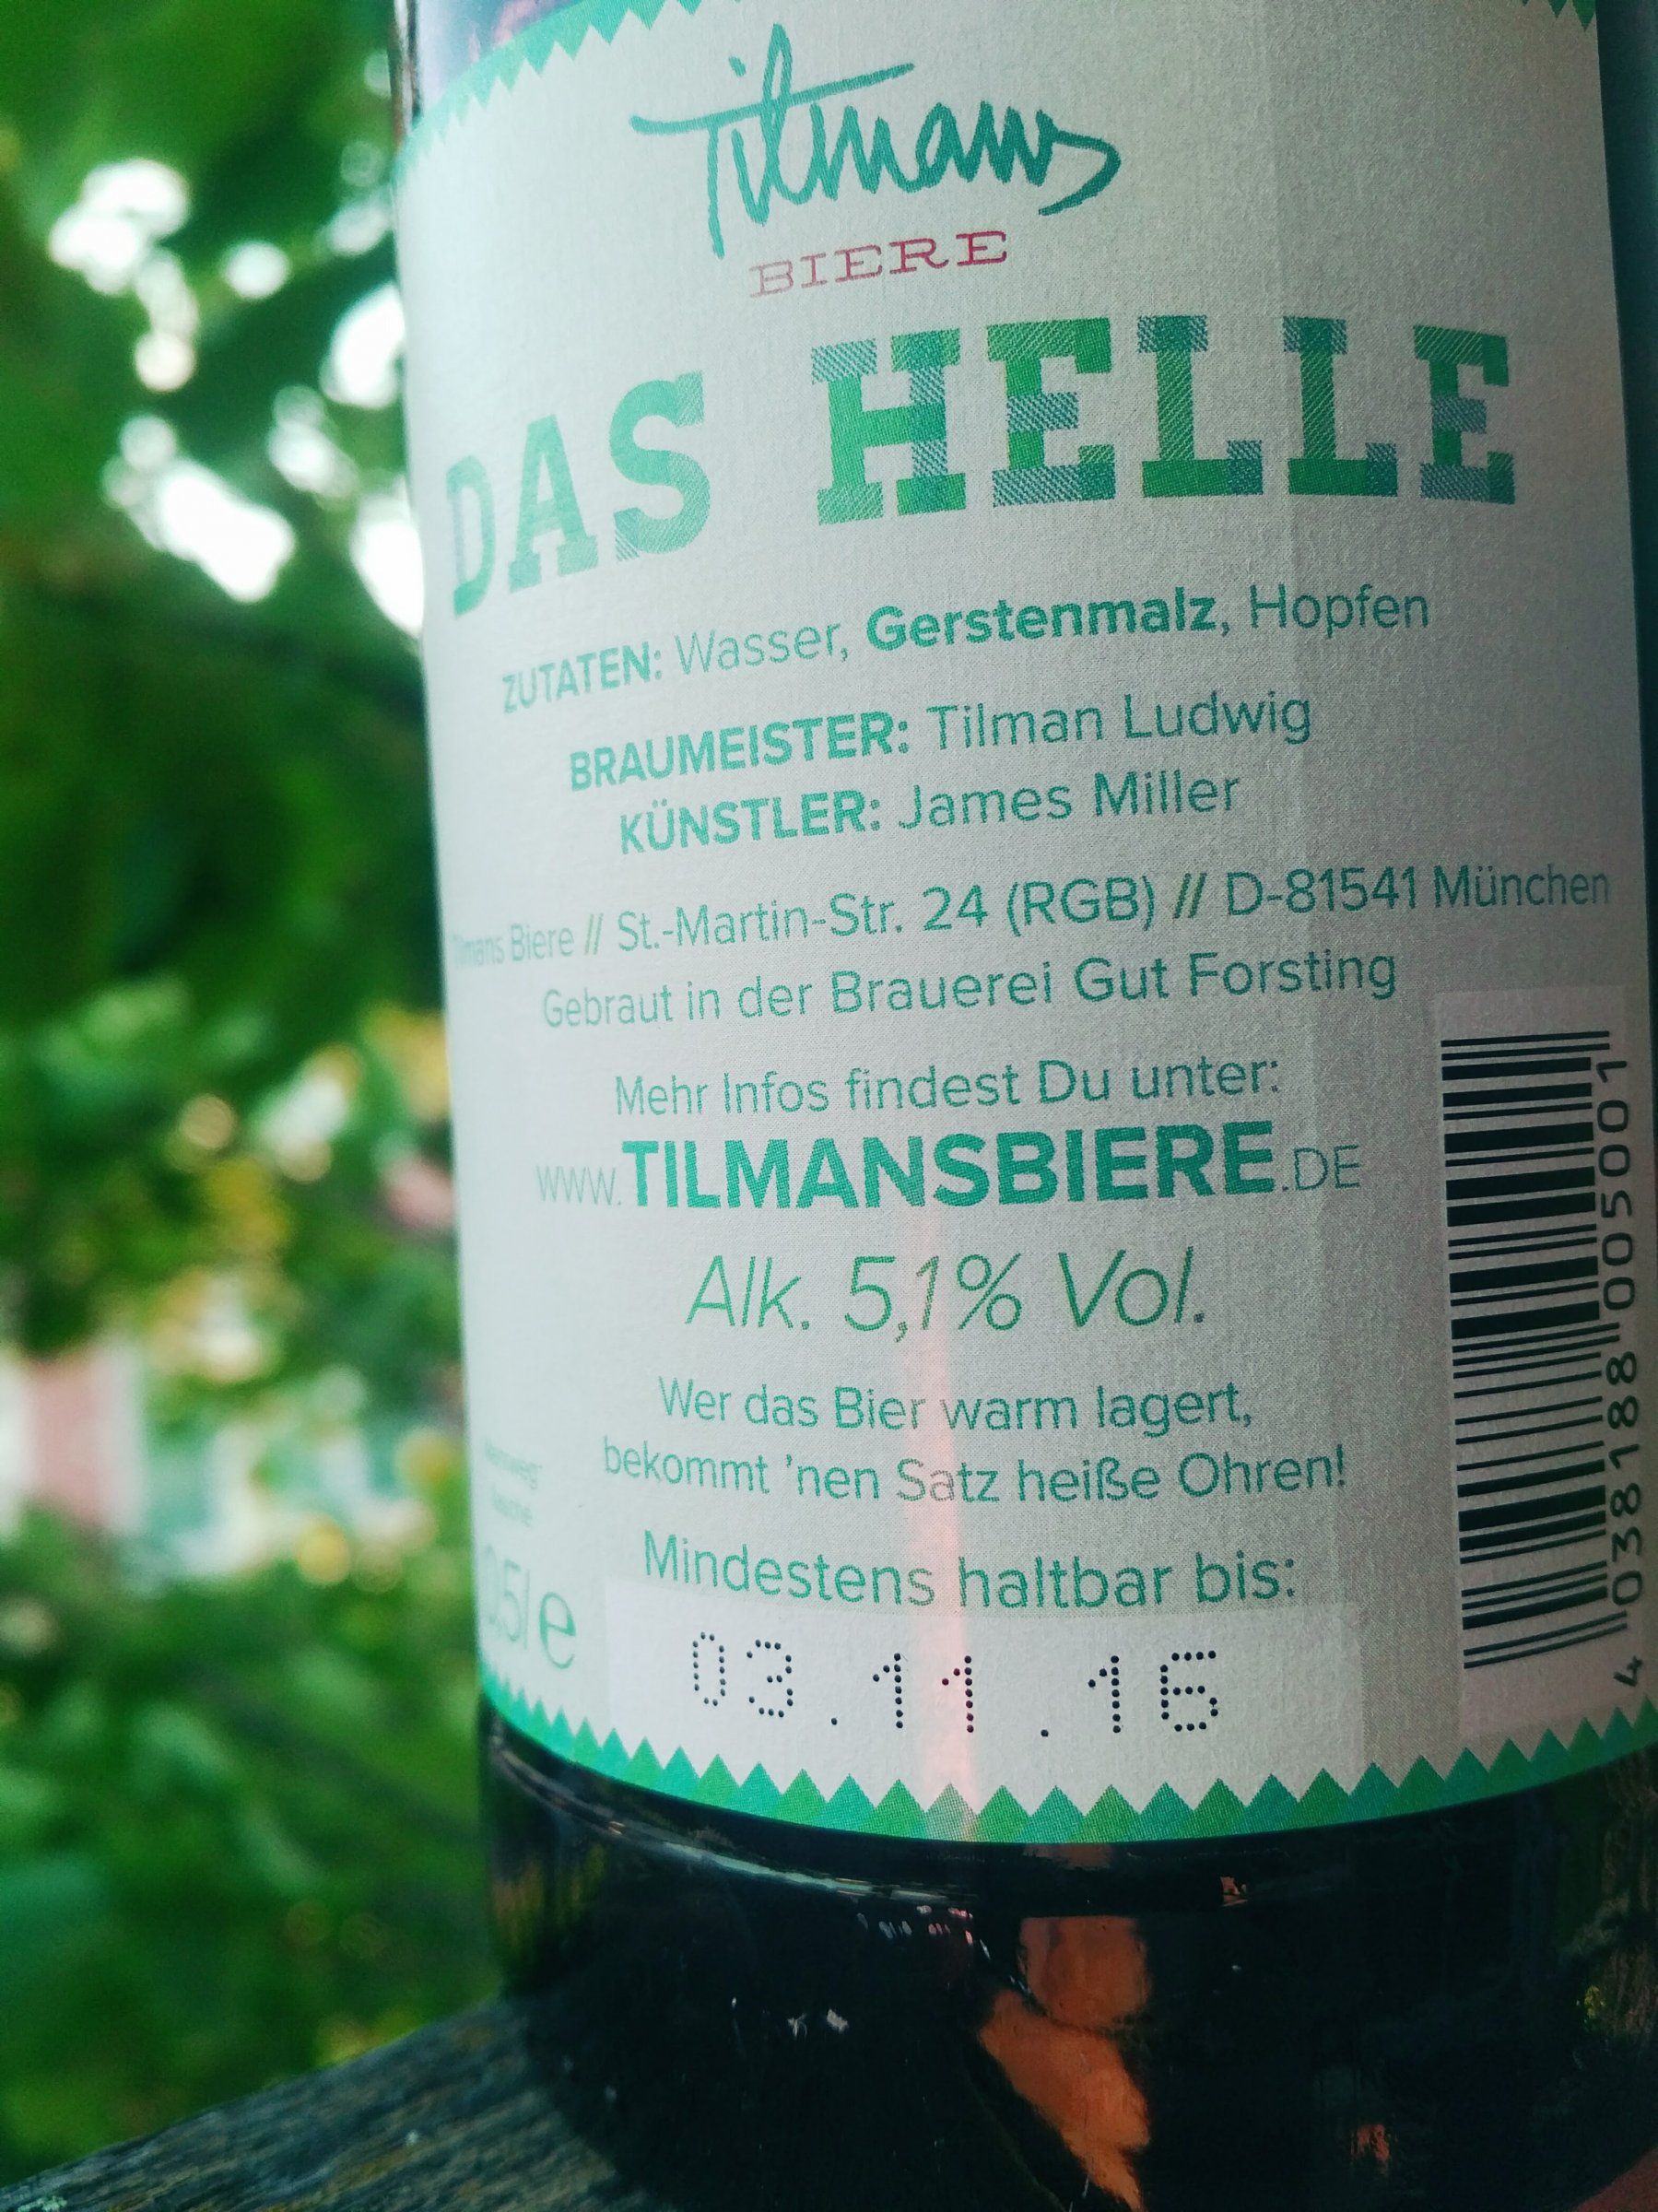 Tilmans
BIERE
DAS HELLE
ZUTATEN: Wasser, Gerstenmalz, Hopfen
BRAUMEISTER: Tilman Ludwig
KÜNSTLER: James Miller
Tilmans Biere // St.-Martin-Str. 24 (RGB) // D-81541 München
Gebraut in der Brauerei Gut Forsting
Mehr Infos findest Du unter:
www.TILMANSBIERE.DE
Alk. 5,1% Vol.
Wer das Bier warm lagert,
bekommt 'nen Satz heiße Ohren!
Mindestens haltbar bis:
0,5l e
03.11.16
4 038188 005001